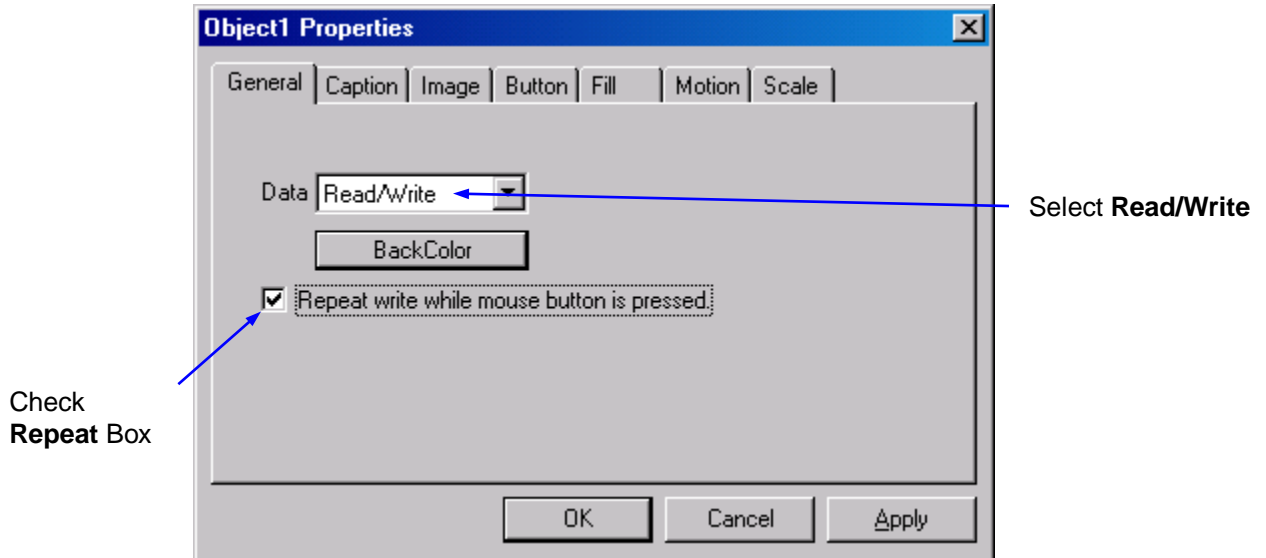 Object1 Properties
General Caption Image Button Fill Motion Scale
Data Read/Write
Select Read/Write
BackColor
Repeat write while mouse button is pressed.
Check
Repeat Box
OK Cancel Apply